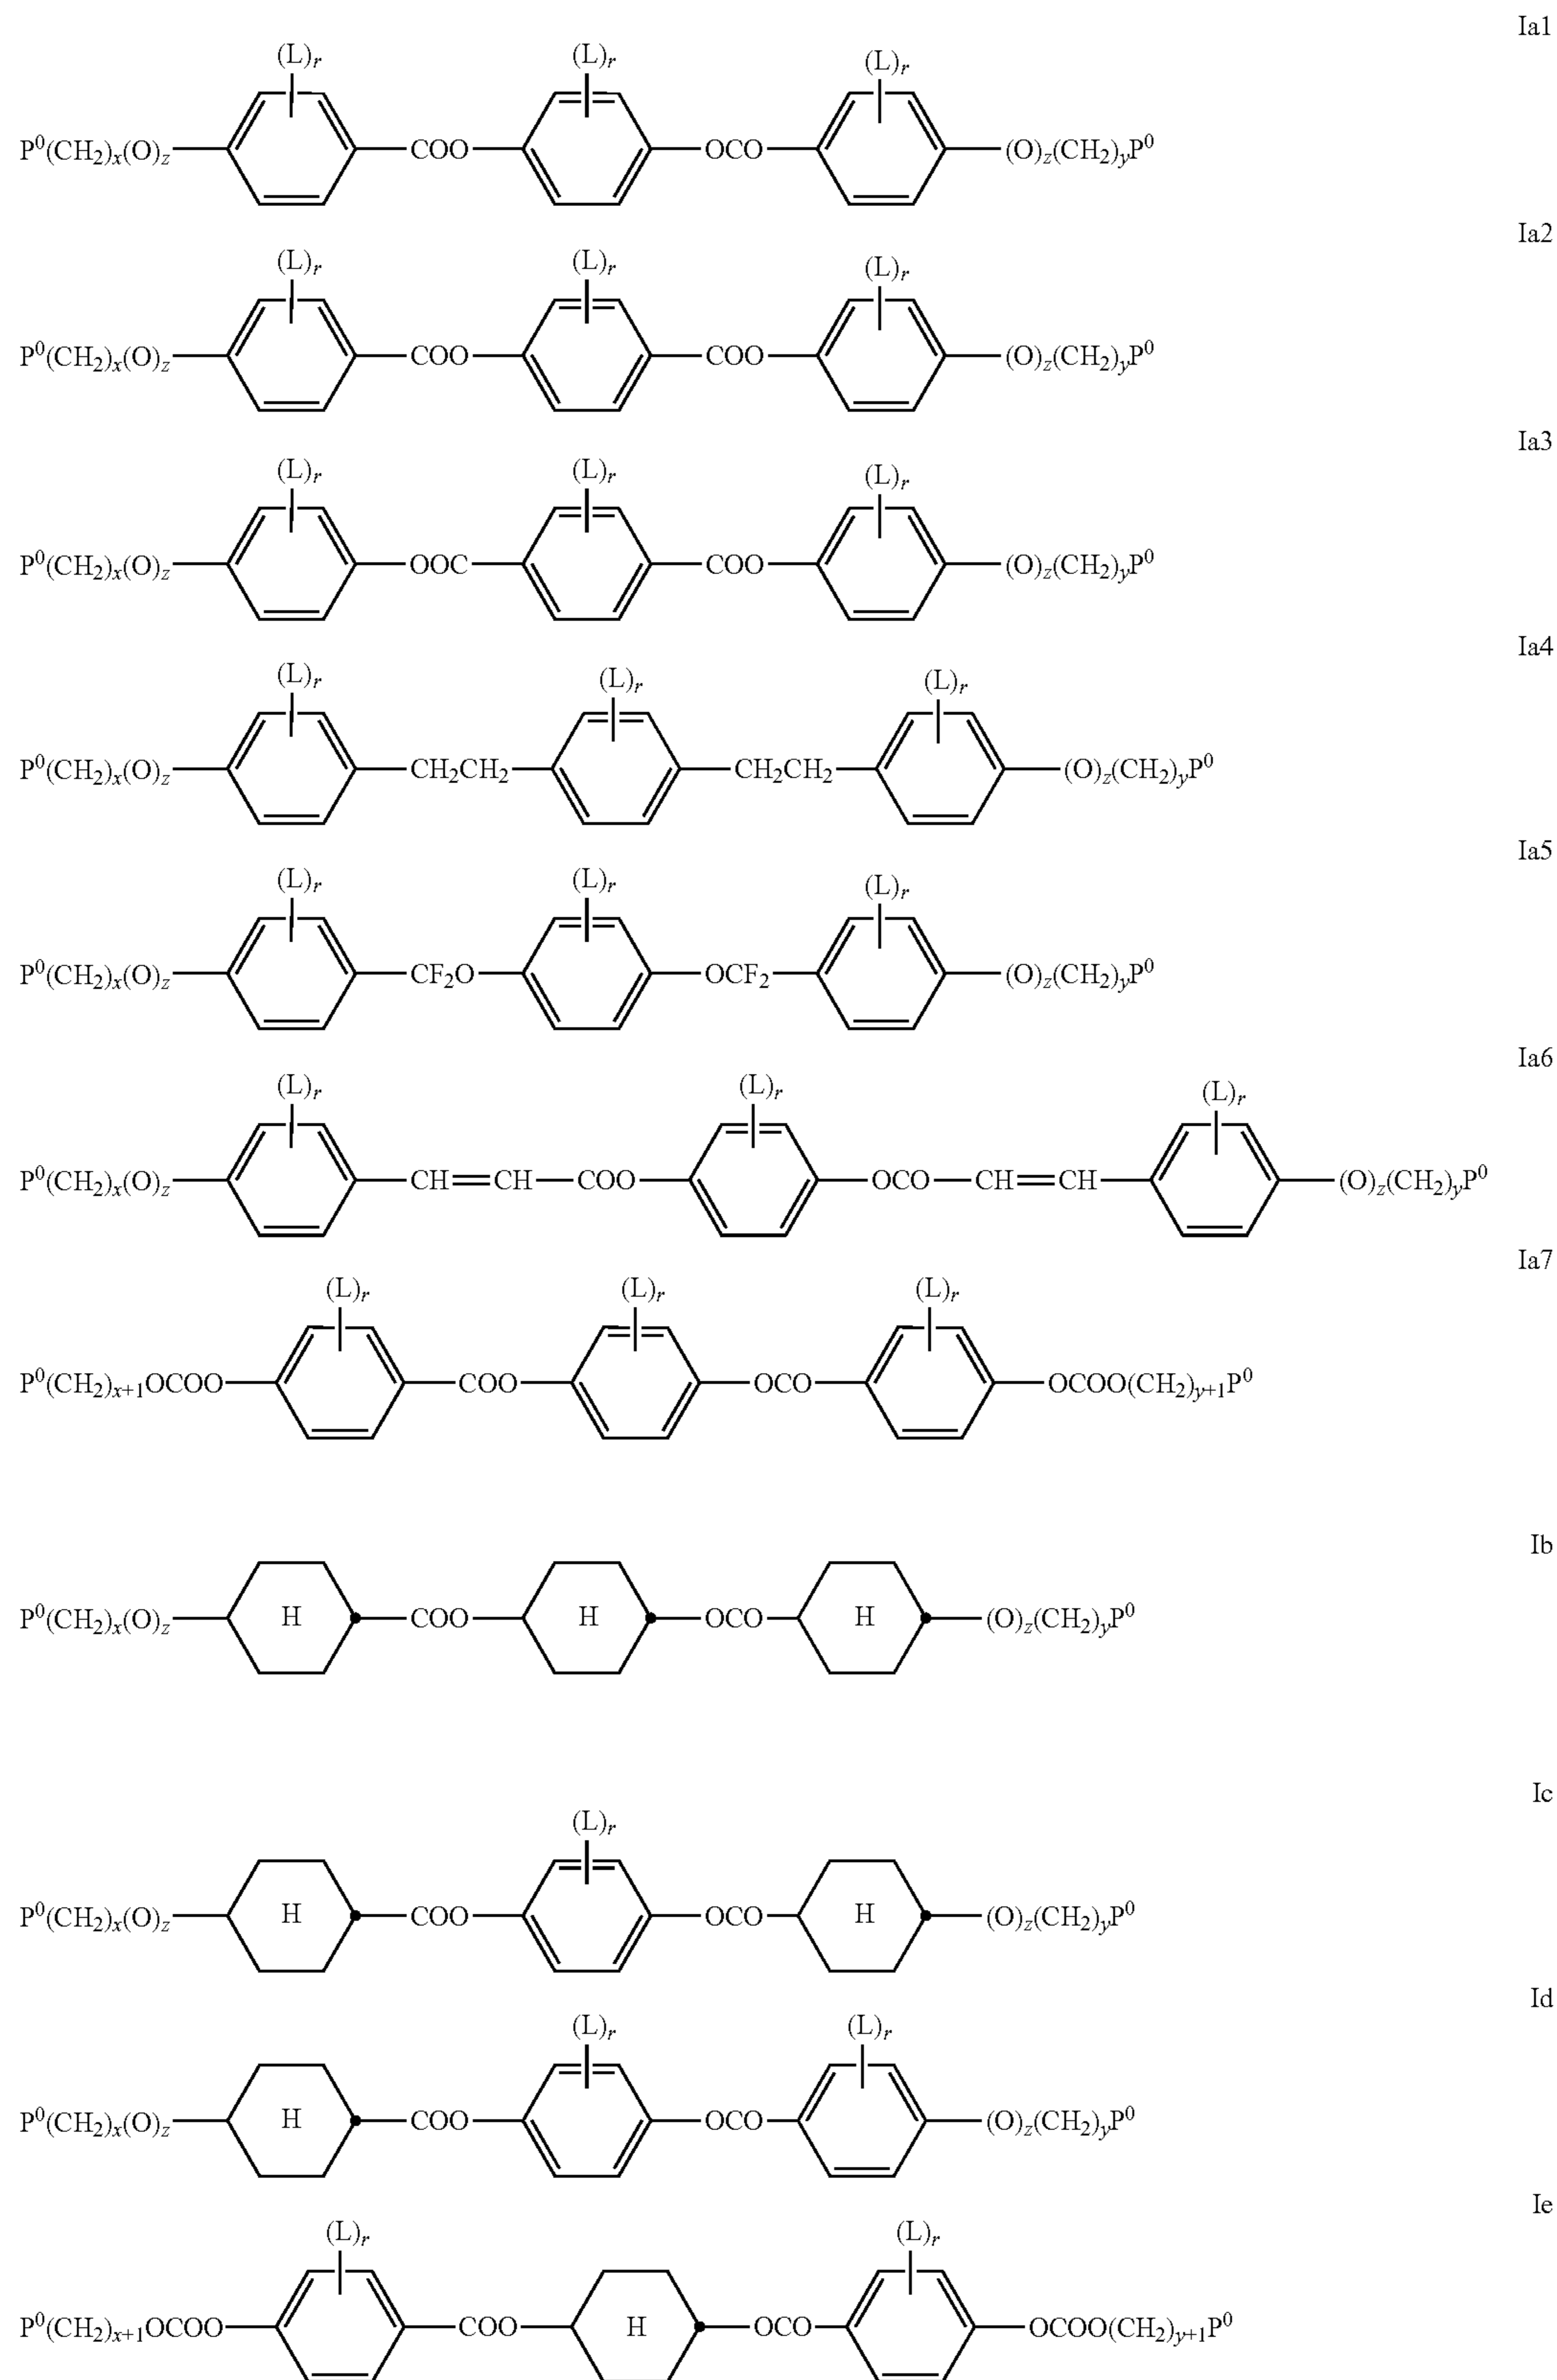 Ia1
(L)r (L)r (L)r
P0(CH2)x(O)z COO OCO (O)z(CH2)yP0
Ia2
(L)r (L)r (L)r
P0(CH2)x(O)z COO COO (O)z(CH2)yP0
Ia3
(L)r (L)r (L)r
P0(CH2)x(O)z OOC COO (O)z(CH2)yP0
Ia4
(L)r (L)r (L)r
P0(CH2)x(O)z CH2CH2 CH2CH2 (O)z(CH2)yP0
Ia5
(L)r (L)r (L)r
P0(CH2)x(O)z CF2O OCF2 (O)z(CH2)yP0
Ia6
(L)r (L)r (L)r
P0(CH2)x(O)z CH CH COO OCO CH CH (O)z(CH2)yP0
Ia7
(L)r (L)r (L)r
P0(CH2)x+1OCOO COO OCO OCOO(CH2)y+1P0
Ib
P0(CH2)x(O)z H COO H OCO H (O)z(CH2)yP0
Ic
(L)r
P0(CH2)x(O)z H COO OCO H (O)z(CH2)yP0
Id
(L)r (L)r
P0(CH2)x(O)z H COO OCO (O)z(CH2)yP0
Ie
(L)r (L)r
P0(CH2)x+1OCOO COO H OCO OCOO(CH2)y+1P0